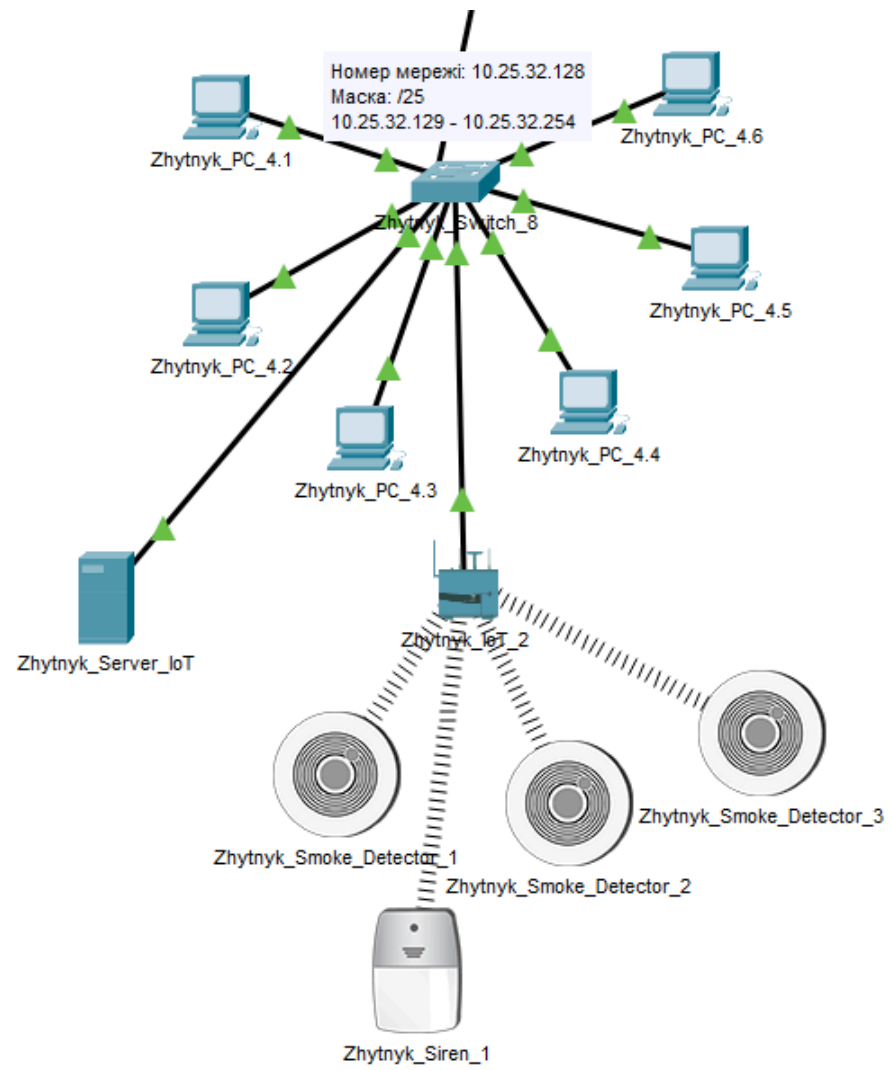 Номер мережі: 10.25.32.128
Маска: /25
10.25.32.129 - 10.25.32.254
Zhytnyk_PC_4.1
Zhytnyk_PC_4.6
Zhytnyk_Switch_8
Zhytnyk_PC_4.5
Zhytnyk_PC_4.2
Zhytnyk_PC_4.4
Zhytnyk_PC_4.3
Zhytnyk_IoT_2
Zhytnyk_Server_IoT
Zhytnyk_Smoke_Detector_3
Zhytnyk_Smoke_Detector_1
Zhytnyk_Smoke_Detector_2
Zhytnyk_Siren_1